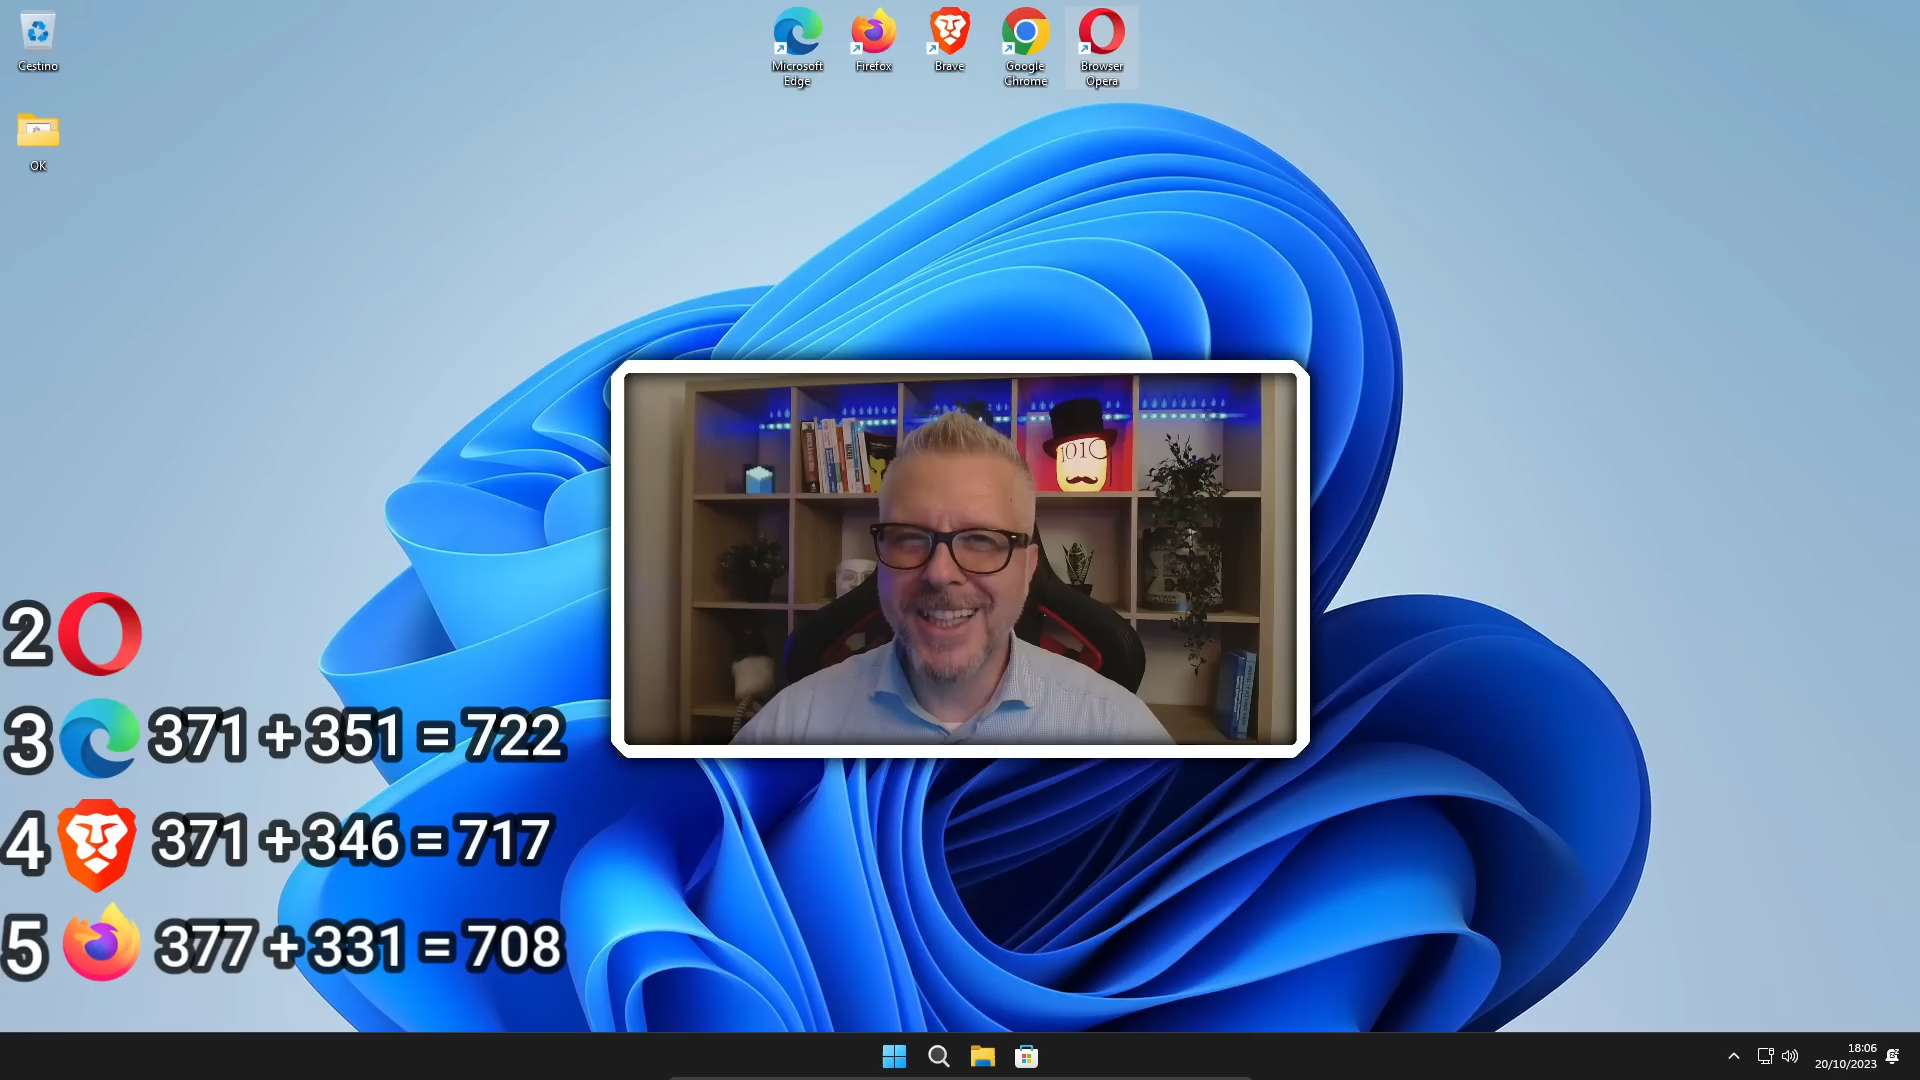 Cestino
Microsoft
Edge
Firefox
Brave
Google
Chrome
Browser
Opera
OK
101
2
3 371 + 351 = 722
4 371 + 346 = 717
5 377 + 331 = 708
18:06
20/10/2023